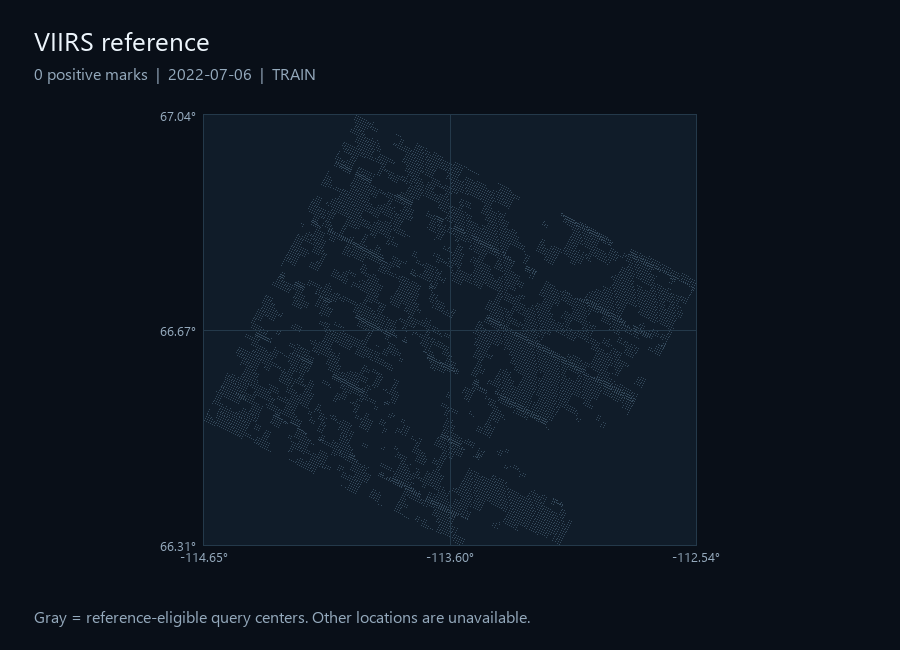 VIIRS reference
0 positive marks | 2022-07-06 | TRAIN
67.04°
66.67°
66.31°
-114.65°
-113.60°
-112.54°
Gray = reference-eligible query centers. Other locations are unavailable.